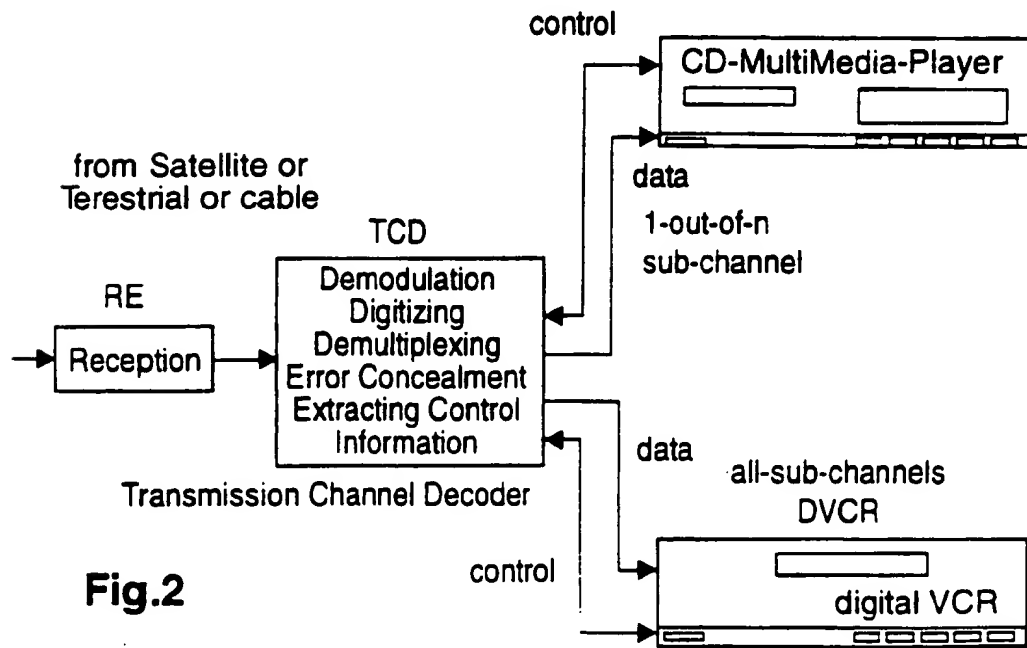 control
CD-MultiMedia-Player
from Satellite or
Terestrial or cable
data
1-out-of-n
sub-channel
TCD
RE
Reception
Demodulation
Digitizing
Demultiplexing
Error Concealment
Extracting Control
Information
Transmission Channel Decoder
data
all-sub-channels
DVCR
control
digital VCR
Fig.2